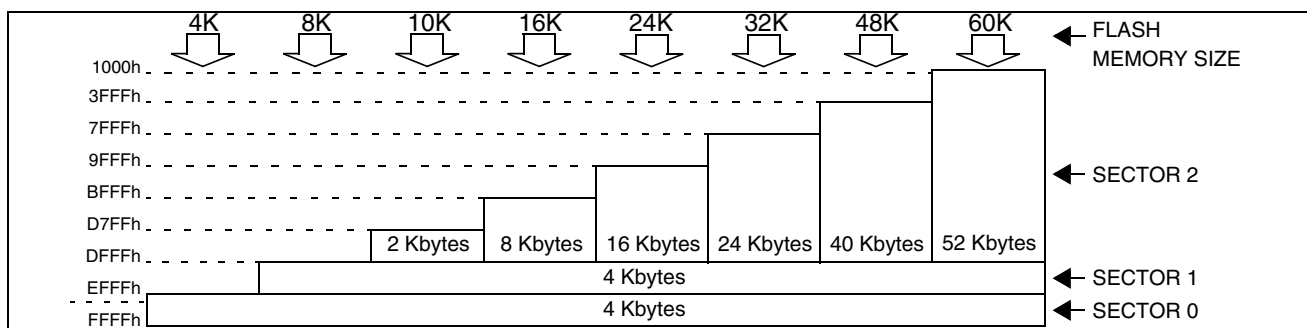 4K 8K 10K 16K 24K 32K 48K 60K
FLASH
MEMORY SIZE
1000h
3FFFh
7FFFh
9FFFh
SECTOR 2
BFFFh
D7FFh
2 Kbytes 8 Kbytes 16 Kbytes 24 Kbytes 40 Kbytes 52 Kbytes
DFFFh
4 Kbytes
SECTOR 1
EFFFh
4 Kbytes
SECTOR 0
FFFFh